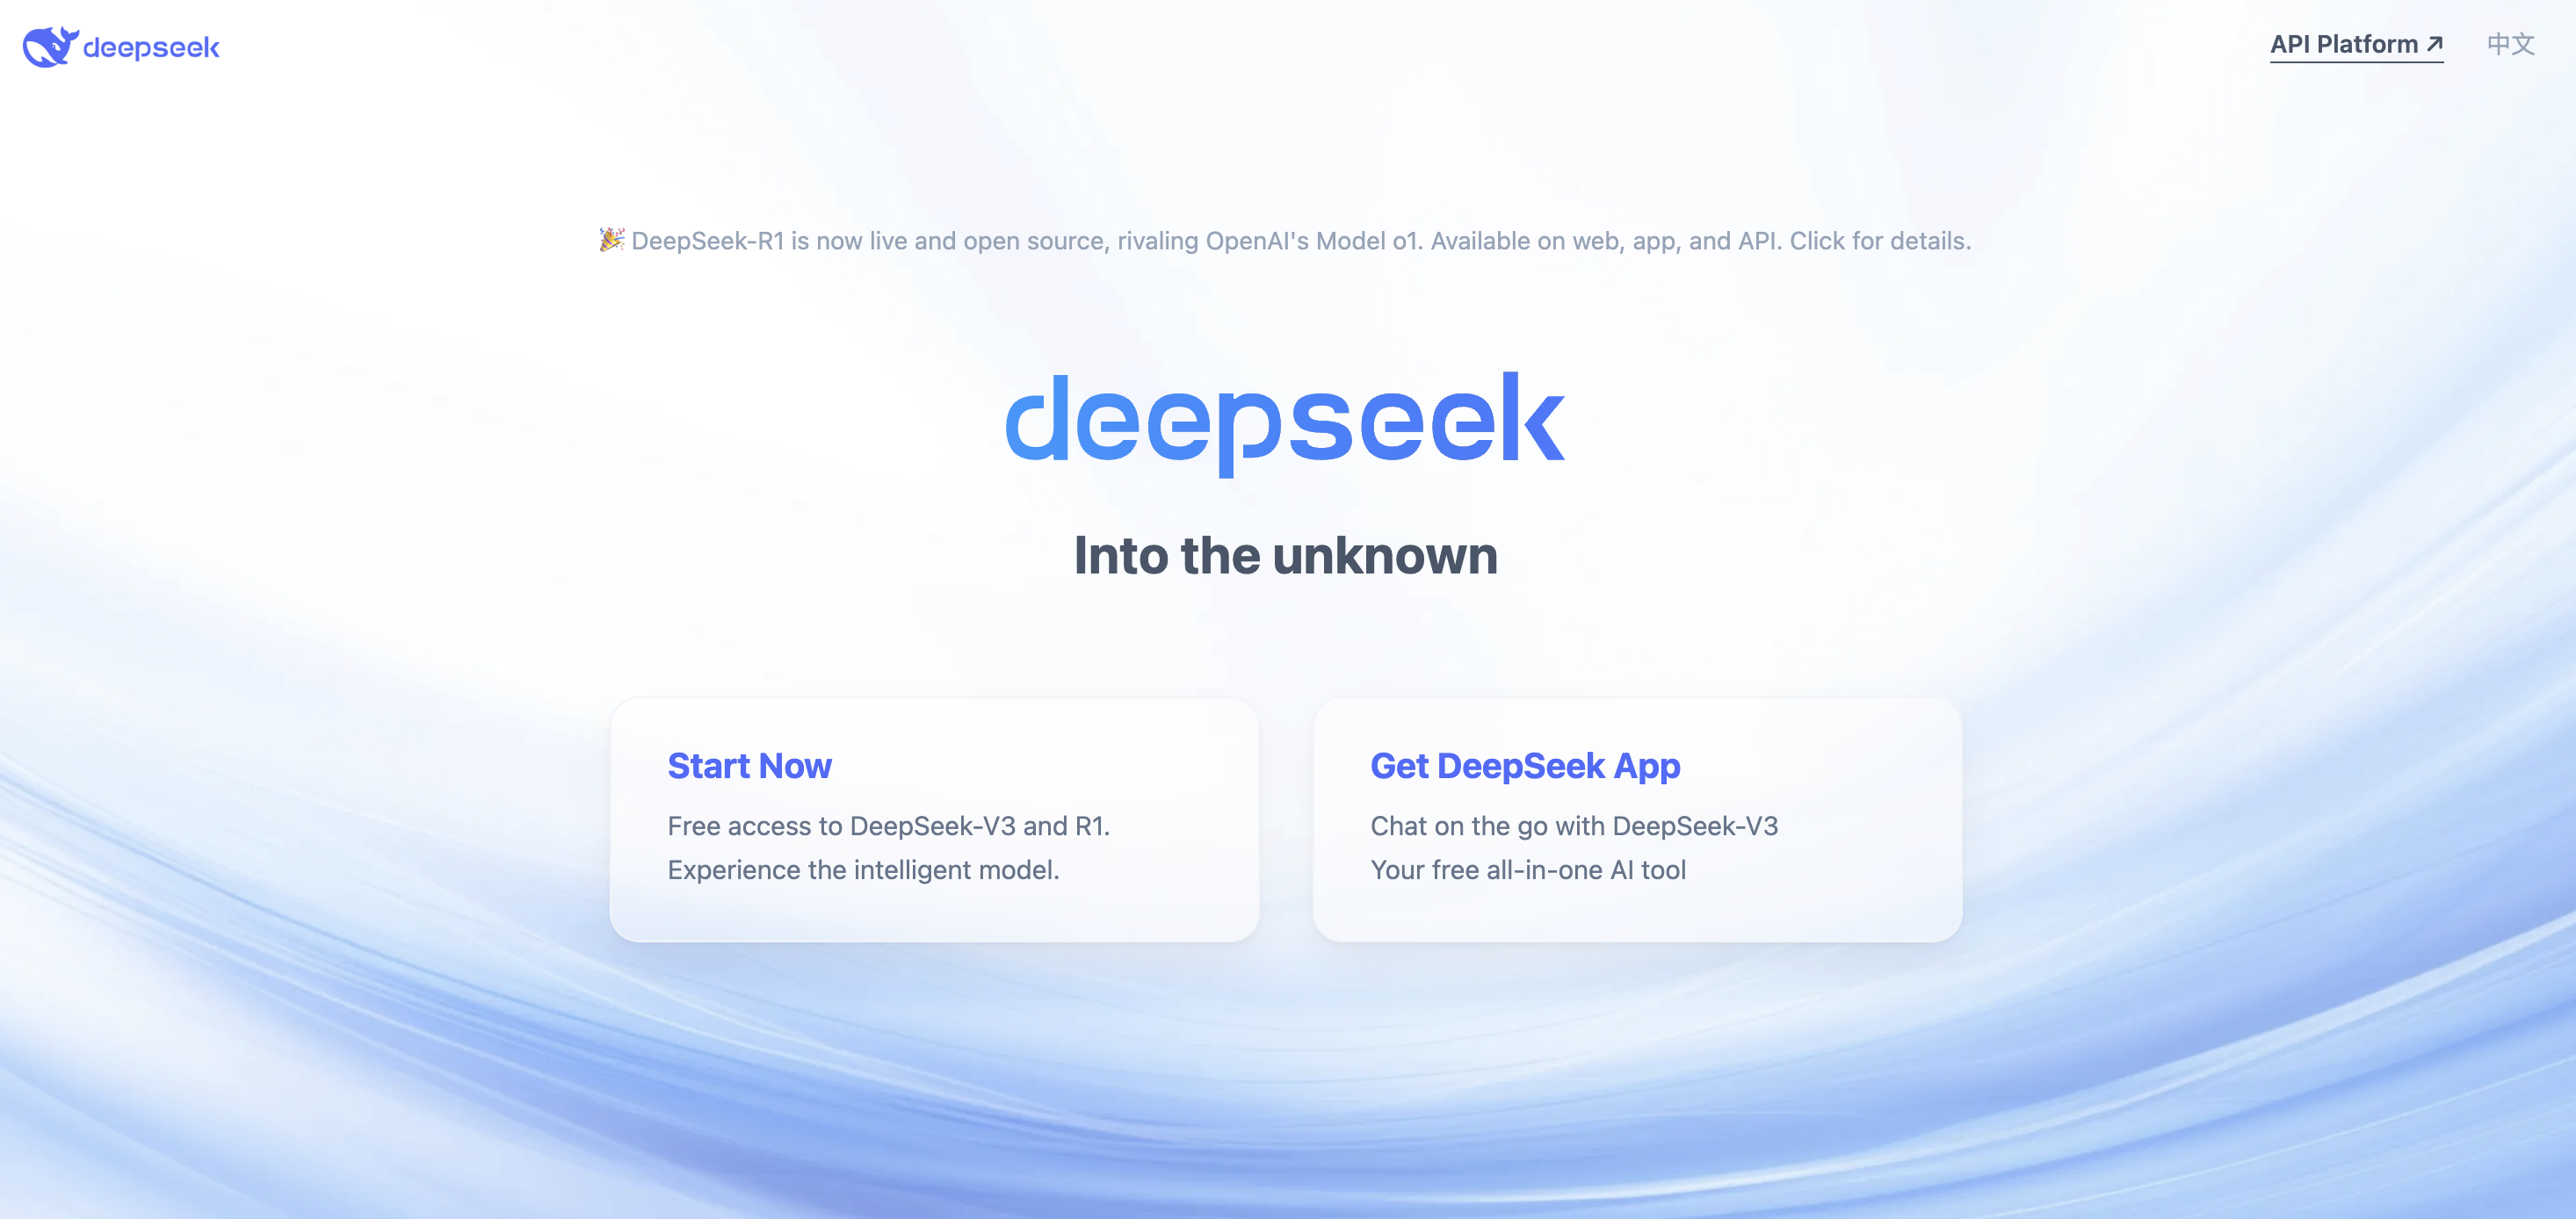 deepseek
API Platform ↗
中文
🎉 DeepSeek-R1 is now live and open source, rivaling OpenAI's Model o1. Available on web, app, and API. Click for details.
deepseek
Into the unknown
Start Now
Free access to DeepSeek-V3 and R1.
Experience the intelligent model.
Get DeepSeek App
Chat on the go with DeepSeek-V3
Your free all-in-one AI tool